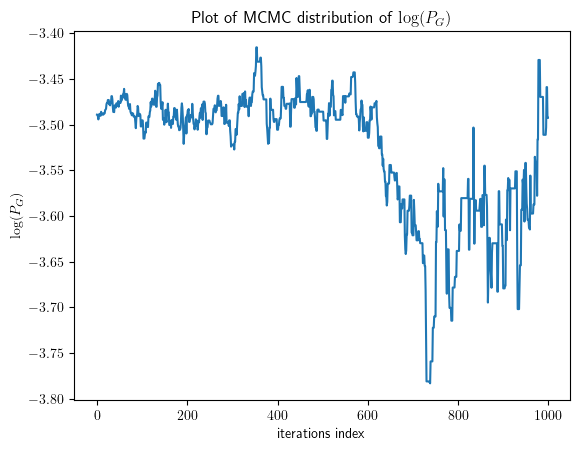 Plot of MCMC distribution of log(P_G)
−3.40
−3.45
−3.50
−3.55
−3.60
−3.65
−3.70
−3.75
−3.80
log(P_G)
0 200 400 600 800 1000
iterations index